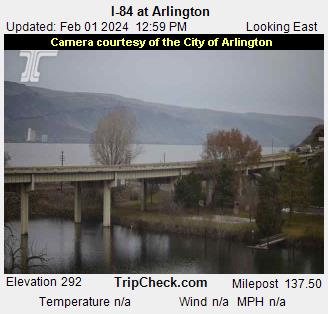 I-84 at Arlington
Updated: Feb 01 2024 12:59 PM Looking East
Camera courtesy of the City of Arlington
Elevation 292 TripCheck.com Milepost 137.50
Temperature n/a Wind n/a MPH n/a